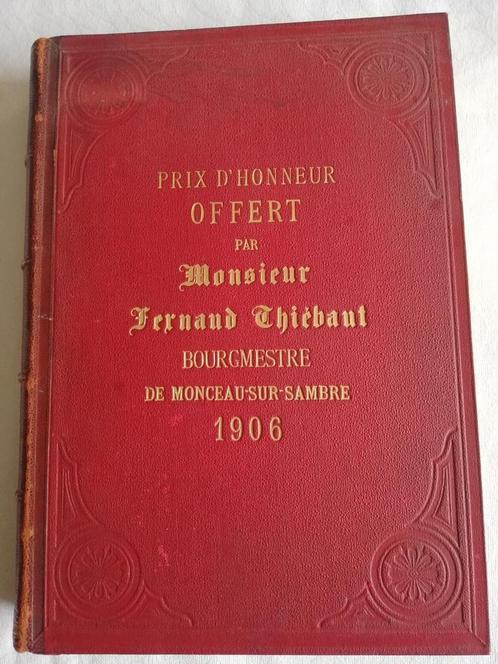 PRIX D'HONNEUR
OFFERT
PAR
Monsieur
Fernand Thiébaut
BOURGMESTRE
DE MONCEAU-SUR-SAMBRE
1906